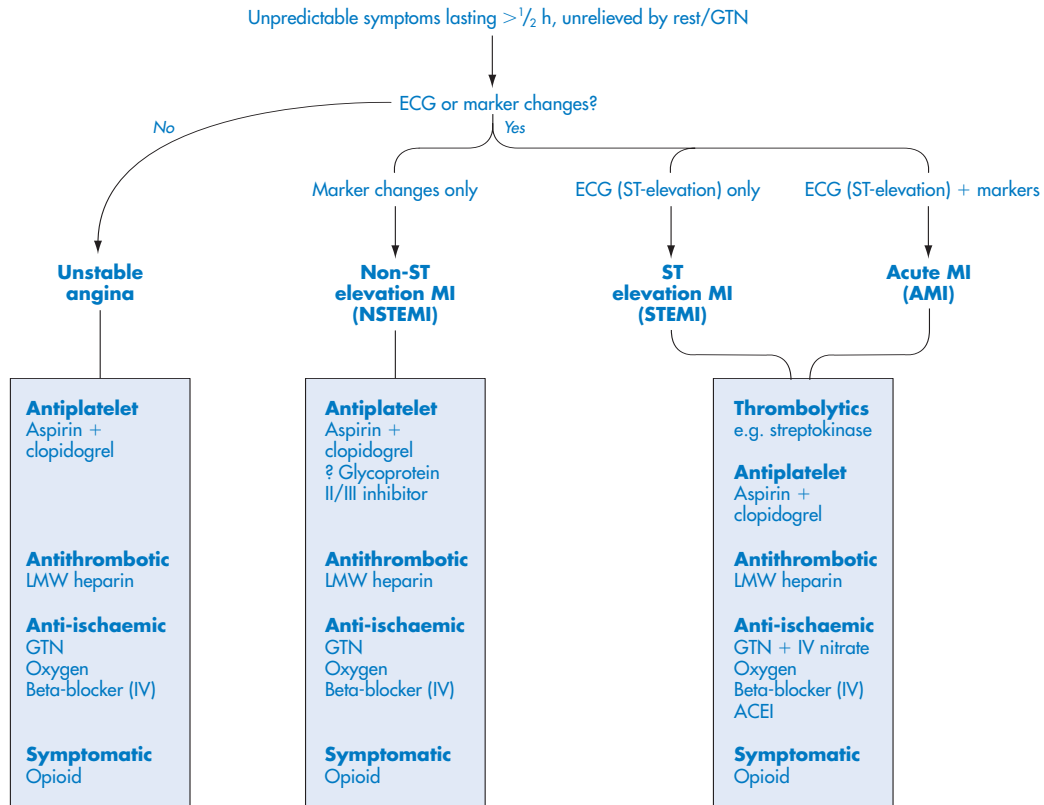 Unpredictable symptoms lasting >1/2 h, unrelieved by rest/GTN
ECG or marker changes?
No
Yes
Marker changes only
ECG (ST-elevation) only
ECG (ST-elevation) + markers
Unstable
angina
Non-ST
elevation MI
(NSTEMI)
ST
elevation MI
(STEMI)
Acute MI
(AMI)
Antiplatelet
Aspirin +
clopidogrel
Antithrombotic
LMW heparin
Anti-ischaemic
GTN
Oxygen
Beta-blocker (IV)
Symptomatic
Opioid
Antiplatelet
Aspirin +
clopidogrel
? Glycoprotein
II/III inhibitor
Antithrombotic
LMW heparin
Anti-ischaemic
GTN
Oxygen
Beta-blocker (IV)
Symptomatic
Opioid
Thrombolytics
e.g. streptokinase
Antiplatelet
Aspirin +
clopidogrel
Antithrombotic
LMW heparin
Anti-ischaemic
GTN + IV nitrate
Oxygen
Beta-blocker (IV)
ACEI
Symptomatic
Opioid